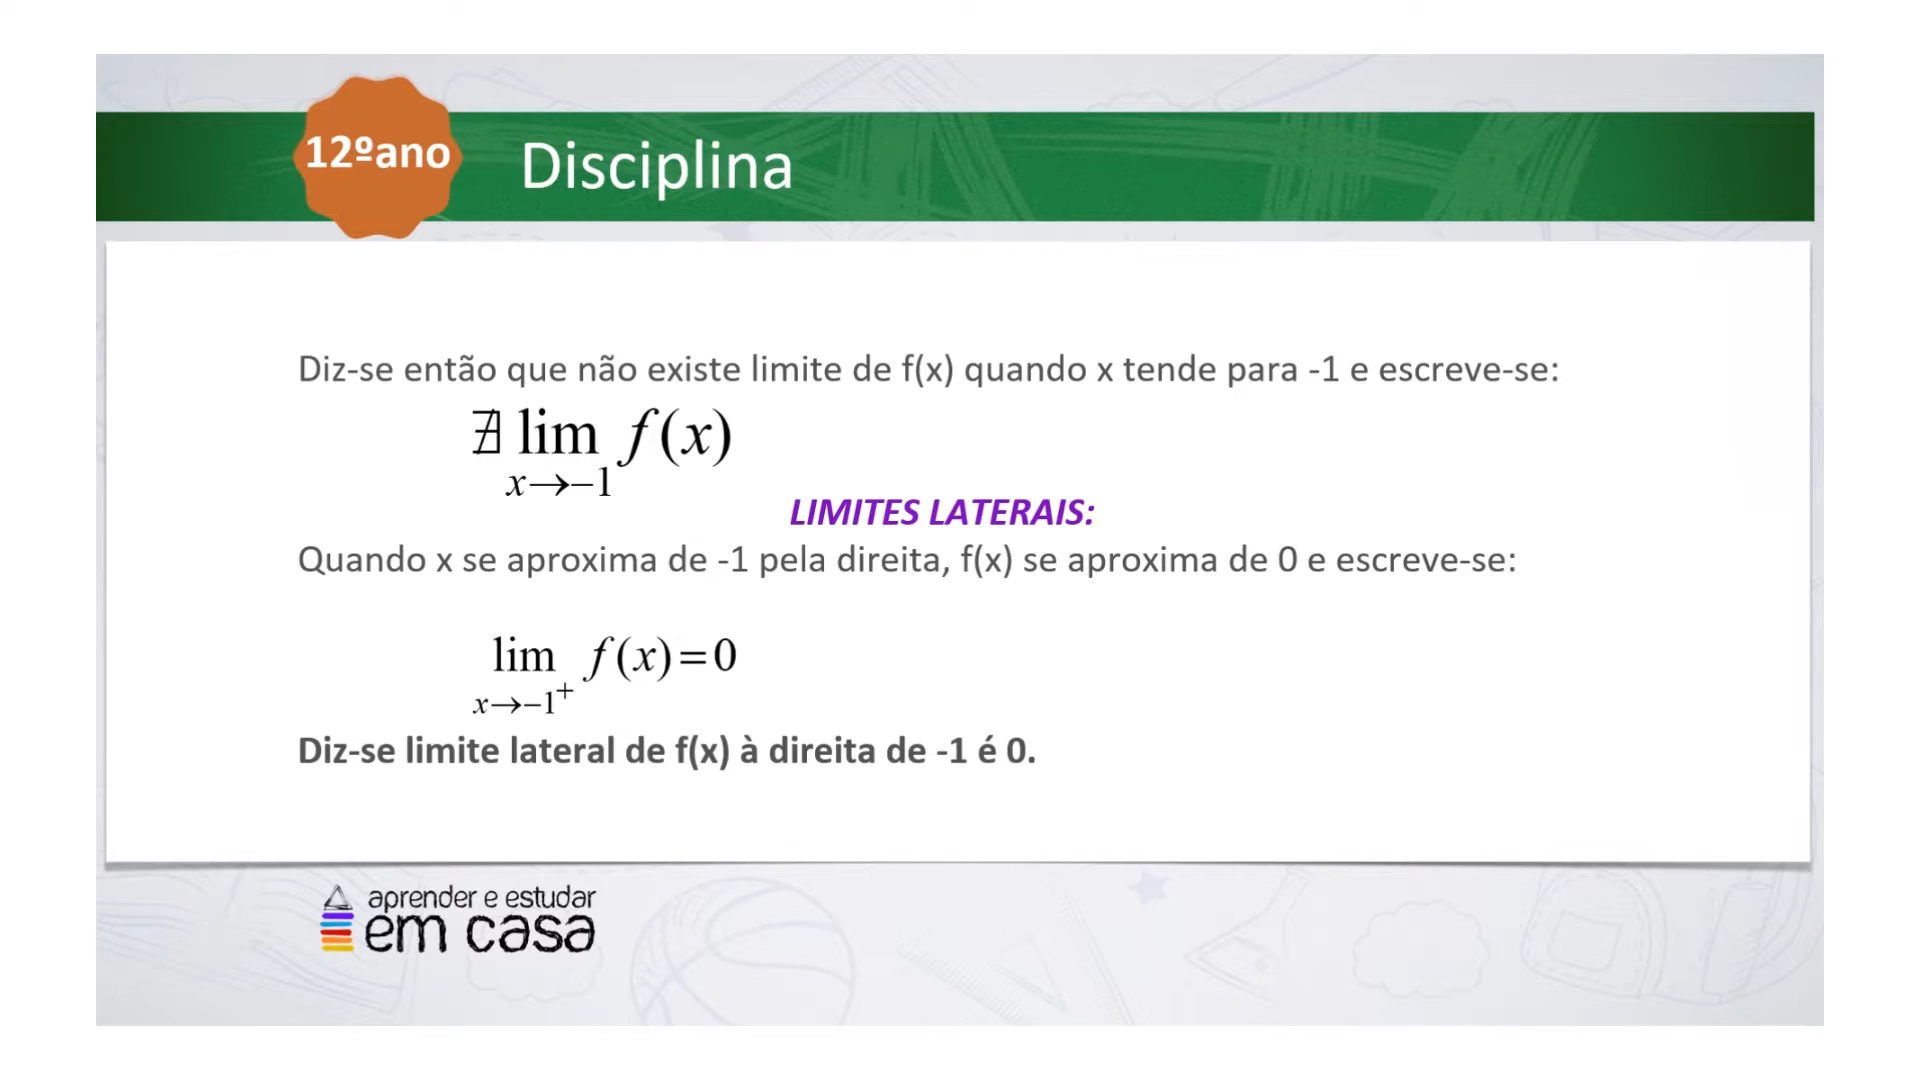 12ºano
Disciplina
Diz-se então que não existe limite de f(x) quando x tende para -1 e escreve-se:
∄ lim f(x)
x→−1
LIMITES LATERAIS:
Quando x se aproxima de -1 pela direita, f(x) se aproxima de 0 e escreve-se:
lim f(x)=0
x→−1⁺
Diz-se limite lateral de f(x) à direita de -1 é 0.
aprender e estudar
em casa